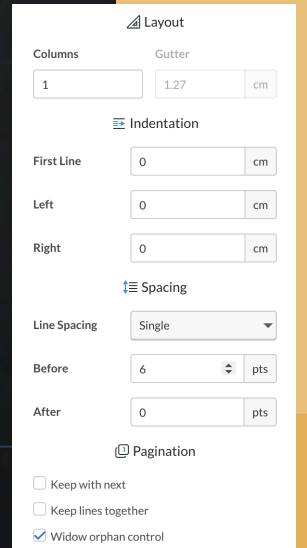 Layout
Columns Gutter
1 1.27 cm
Indentation
First Line 0 cm
Left 0 cm
Right 0 cm
Spacing
Line Spacing Single
Before 6 pts
After 0 pts
Pagination
Keep with next
Keep lines together
Widow orphan control